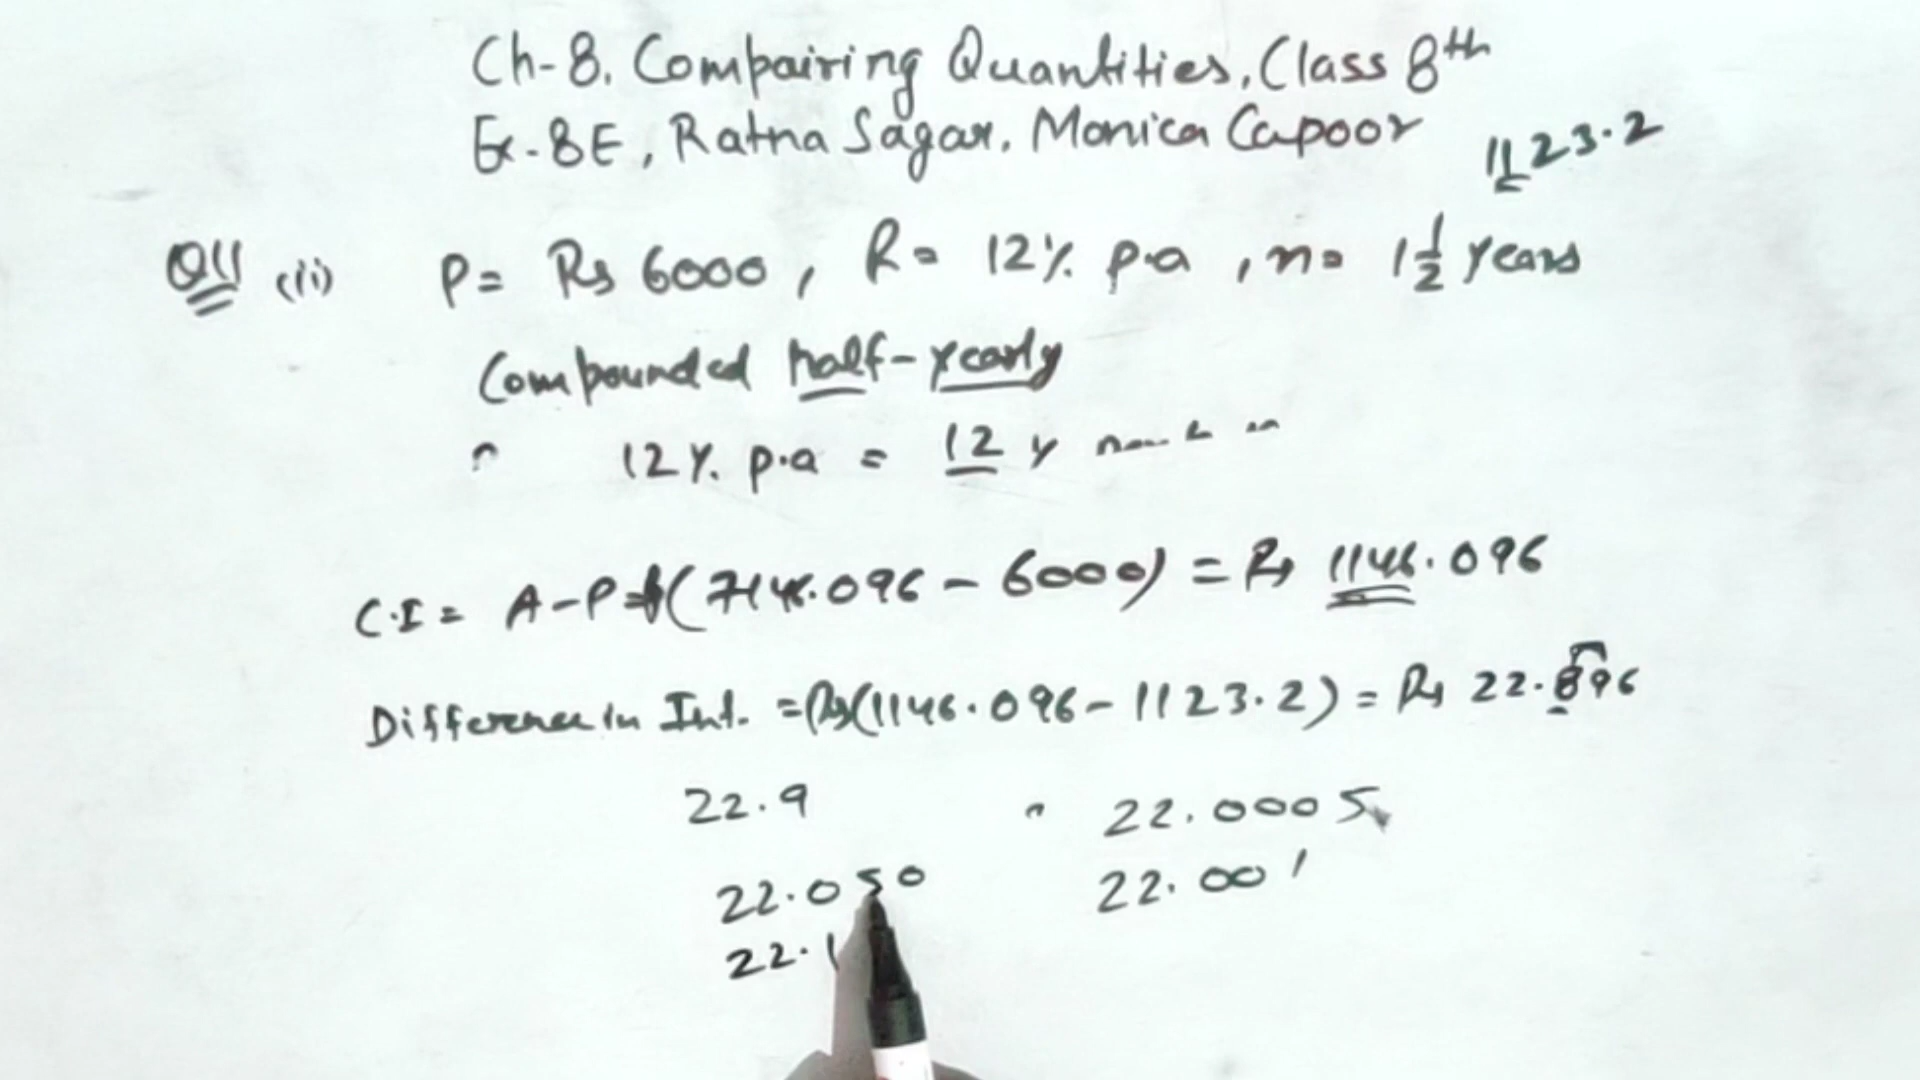 Ch-8. Compairing Quantities, Class 8th
Ex-8E, Ratna Sagar, Monica Capoor
1123.2
Q11 (ii) P= Rs 6000, R= 12% p.a, n= 1 1/2 years
Compounded half-yearly
12%. p.a = 12
C.I = A-P=(7146.096 - 6000) = Rs 1146.096
Difference in Int. =Rs(1146.096- 1123.2) = Rs 22.896
22.9
22.0005
22.050
22.001
22.1